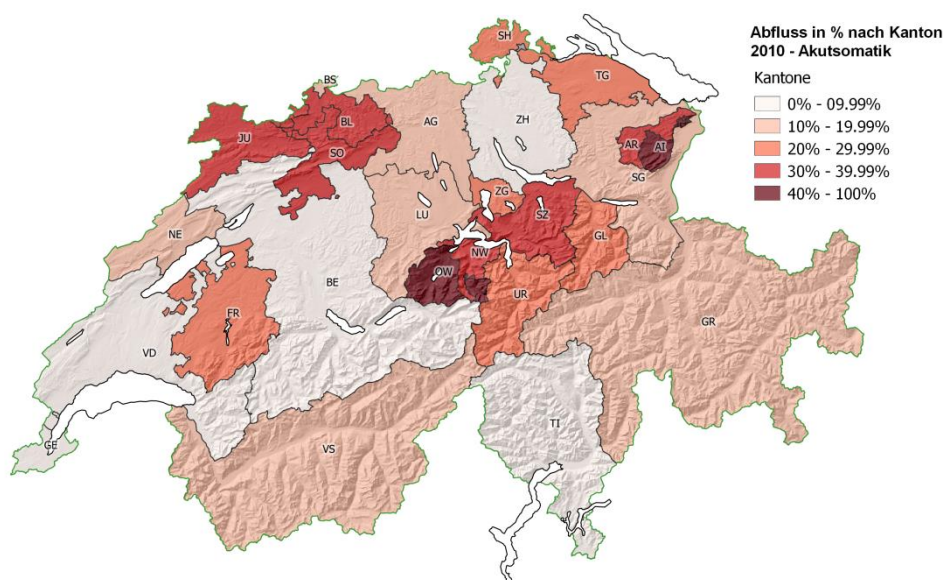 Abfluss in % nach Kanton
2010 - Akutsomatik
Kantone
0% - 09.99%
10% - 19.99%
20% - 29.99%
30% - 39.99%
40% - 100%
SH
BS
TG
BL
AG
ZH
JU
SO
AR
AI
SG
ZG
LU
SZ
NE
NW
GL
OW
BE
UR
FR
GR
VD
TI
GE
VS